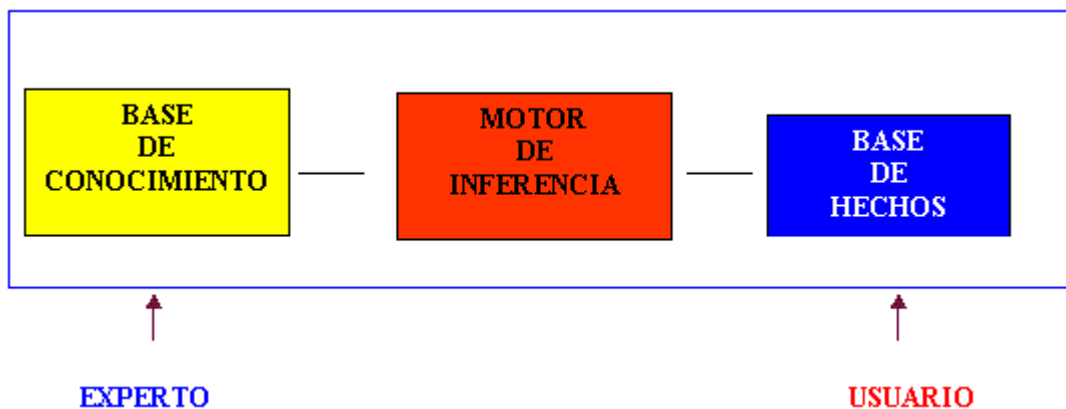 BASE
DE
CONOCIMIENTO
MOTOR
DE
INFERENCIA
BASE
DE
HECHOS
EXPERTO
USUARIO